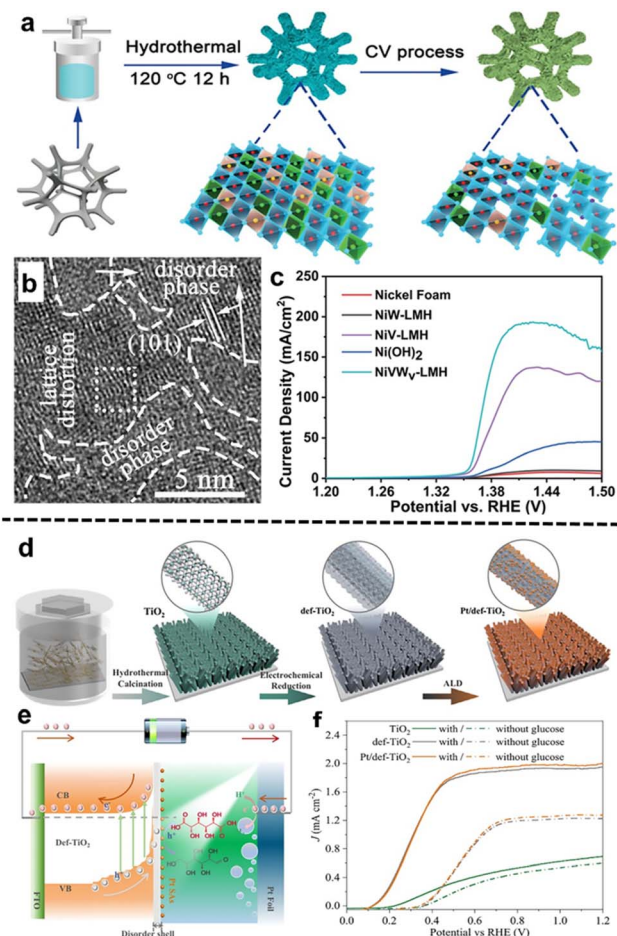 a
Hydrothermal
120 °C 12 h
CV process
b
disorder
phase
(101)
lattice
distortion
disorder
phase
5 nm
c
Current Density (mA/cm²)
250
200
150
100
50
0
Nickel Foam
NiW-LMH
NiV-LMH
Ni(OH)₂
NiVWᵥ-LMH
1.20 1.26 1.32 1.38 1.44 1.50
Potential vs. RHE (V)
d
TiO₂
def-TiO₂
Pt/def-TiO₂
Hydrothermal
Calcination
Electrochemical
Reduction
ALD
e
CB
Def-TiO₂
VB
FTO
Pt SAs
Disorder shell
h⁺
H⁺
Pt Foil
f
J (mA cm⁻²)
2.4
2.0
1.6
1.2
0.8
0.4
0.0
TiO₂ with / without glucose
def-TiO₂ with / without glucose
Pt/def-TiO₂ with / without glucose
0.0 0.2 0.4 0.6 0.8 1.0 1.2
Potential vs RHE (V)